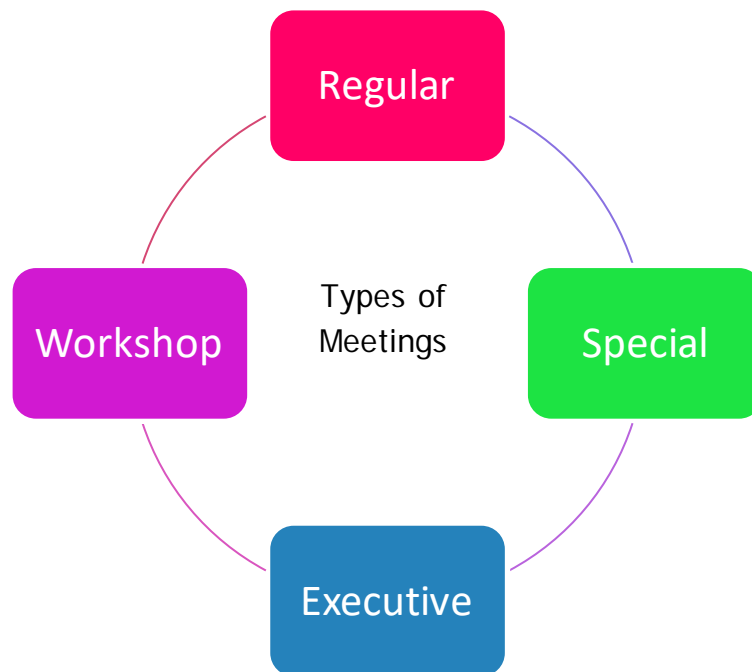 Regular
Types of
Meetings
Workshop
Special
Executive